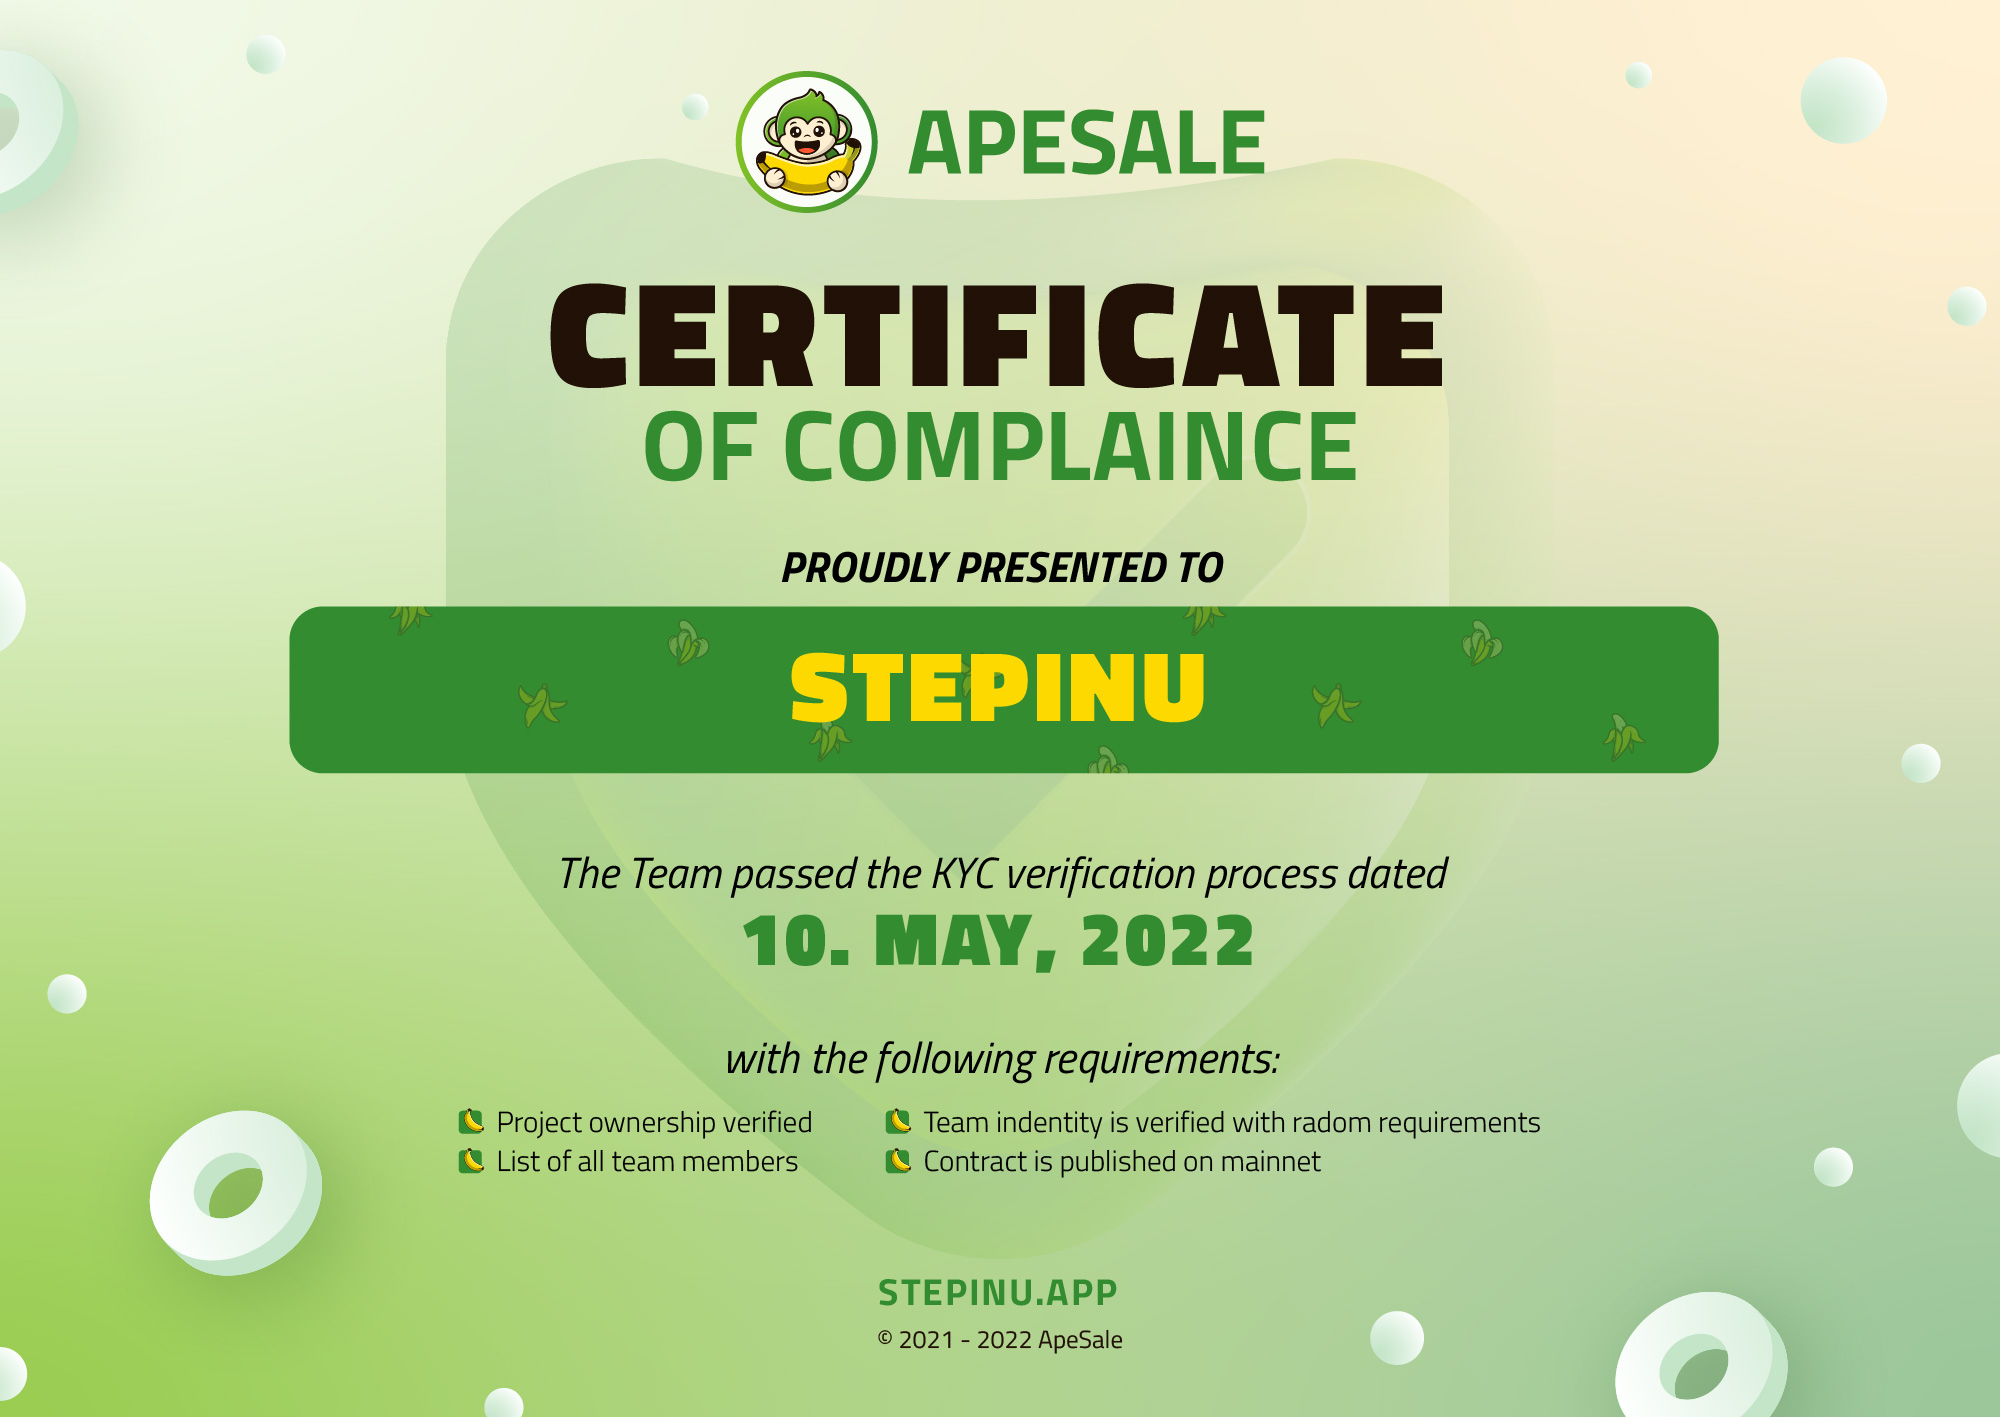 APESALE
CERTIFICATE
OF COMPLAINCE
PROUDLY PRESENTED TO
STEPINU
The Team passed the KYC verification process dated
10. MAY, 2022
with the following requirements:
Project ownership verified
List of all team members
Team indentity is verified with radom requirements
Contract is published on mainnet
STEPINU.APP
© 2021 - 2022 ApeSale